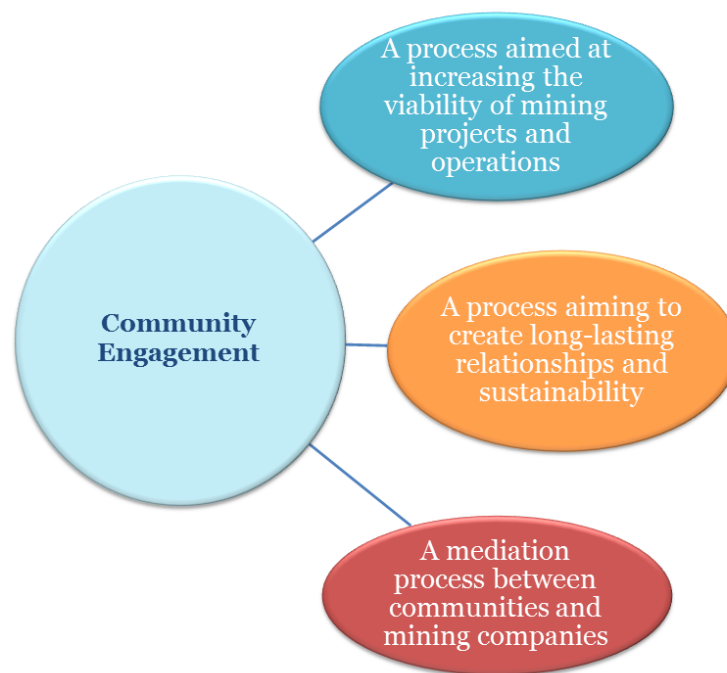 A process aimed at
increasing the
viability of mining
projects and
operations
Community
Engagement
A process aiming to
create long-lasting
relationships and
sustainability
A mediation
process between
communities and
mining companies